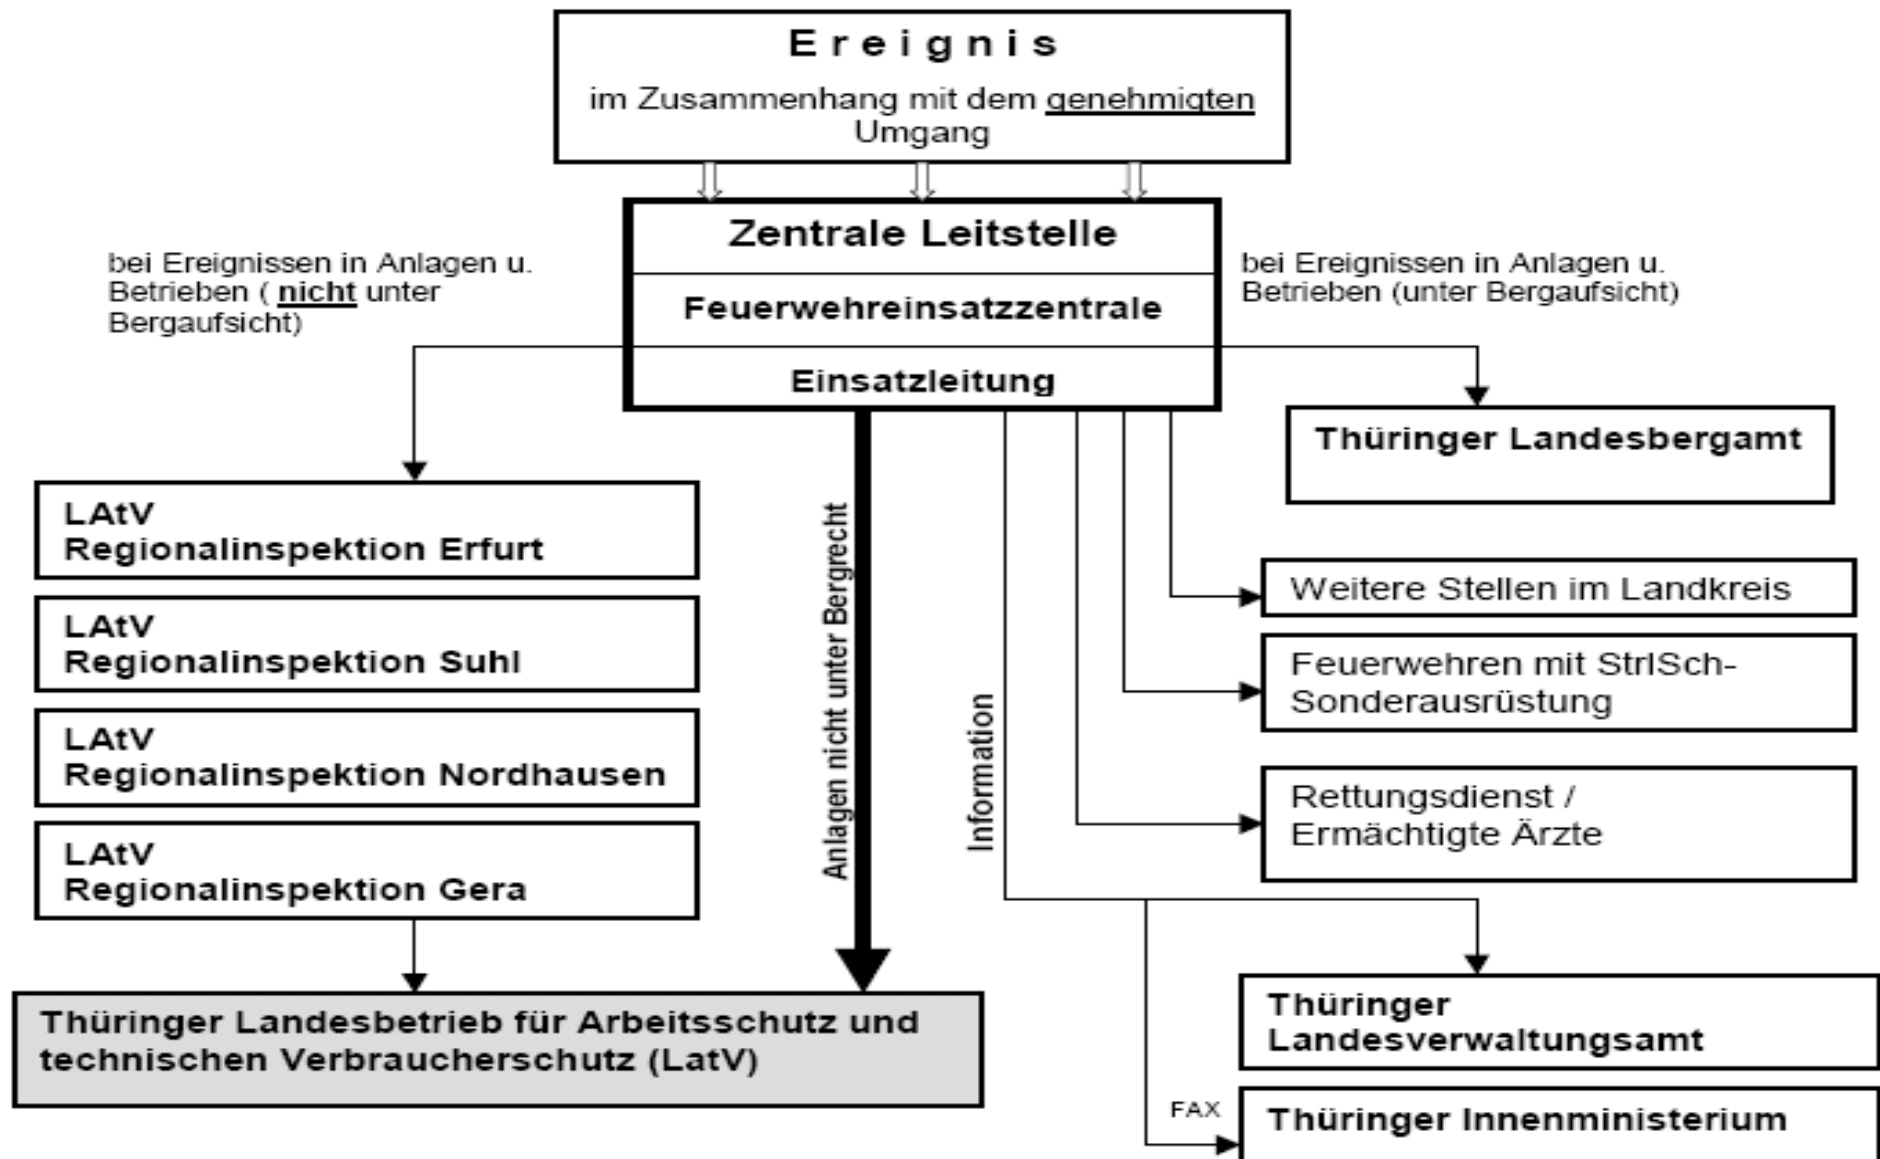 E r e i g n i s
im Zusammenhang mit dem genehmigten
Umgang
Zentrale Leitstelle
Feuerwehreinsatzzentrale
Einsatzleitung
bei Ereignissen in Anlagen u.
Betrieben ( nicht unter
Bergaufsicht)
bei Ereignissen in Anlagen u.
Betrieben (unter Bergaufsicht)
Thüringer Landesbergamt
LAtV
Regionalinspektion Erfurt
LAtV
Regionalinspektion Suhl
LAtV
Regionalinspektion Nordhausen
LAtV
Regionalinspektion Gera
Anlagen nicht unter Bergrecht
Information
Weitere Stellen im Landkreis
Feuerwehren mit StrlSch-
Sonderausrüstung
Rettungsdienst /
Ermächtigte Ärzte
Thüringer Landesbetrieb für Arbeitsschutz und
technischen Verbraucherschutz (LatV)
Thüringer
Landesverwaltungsamt
FAX
Thüringer Innenministerium